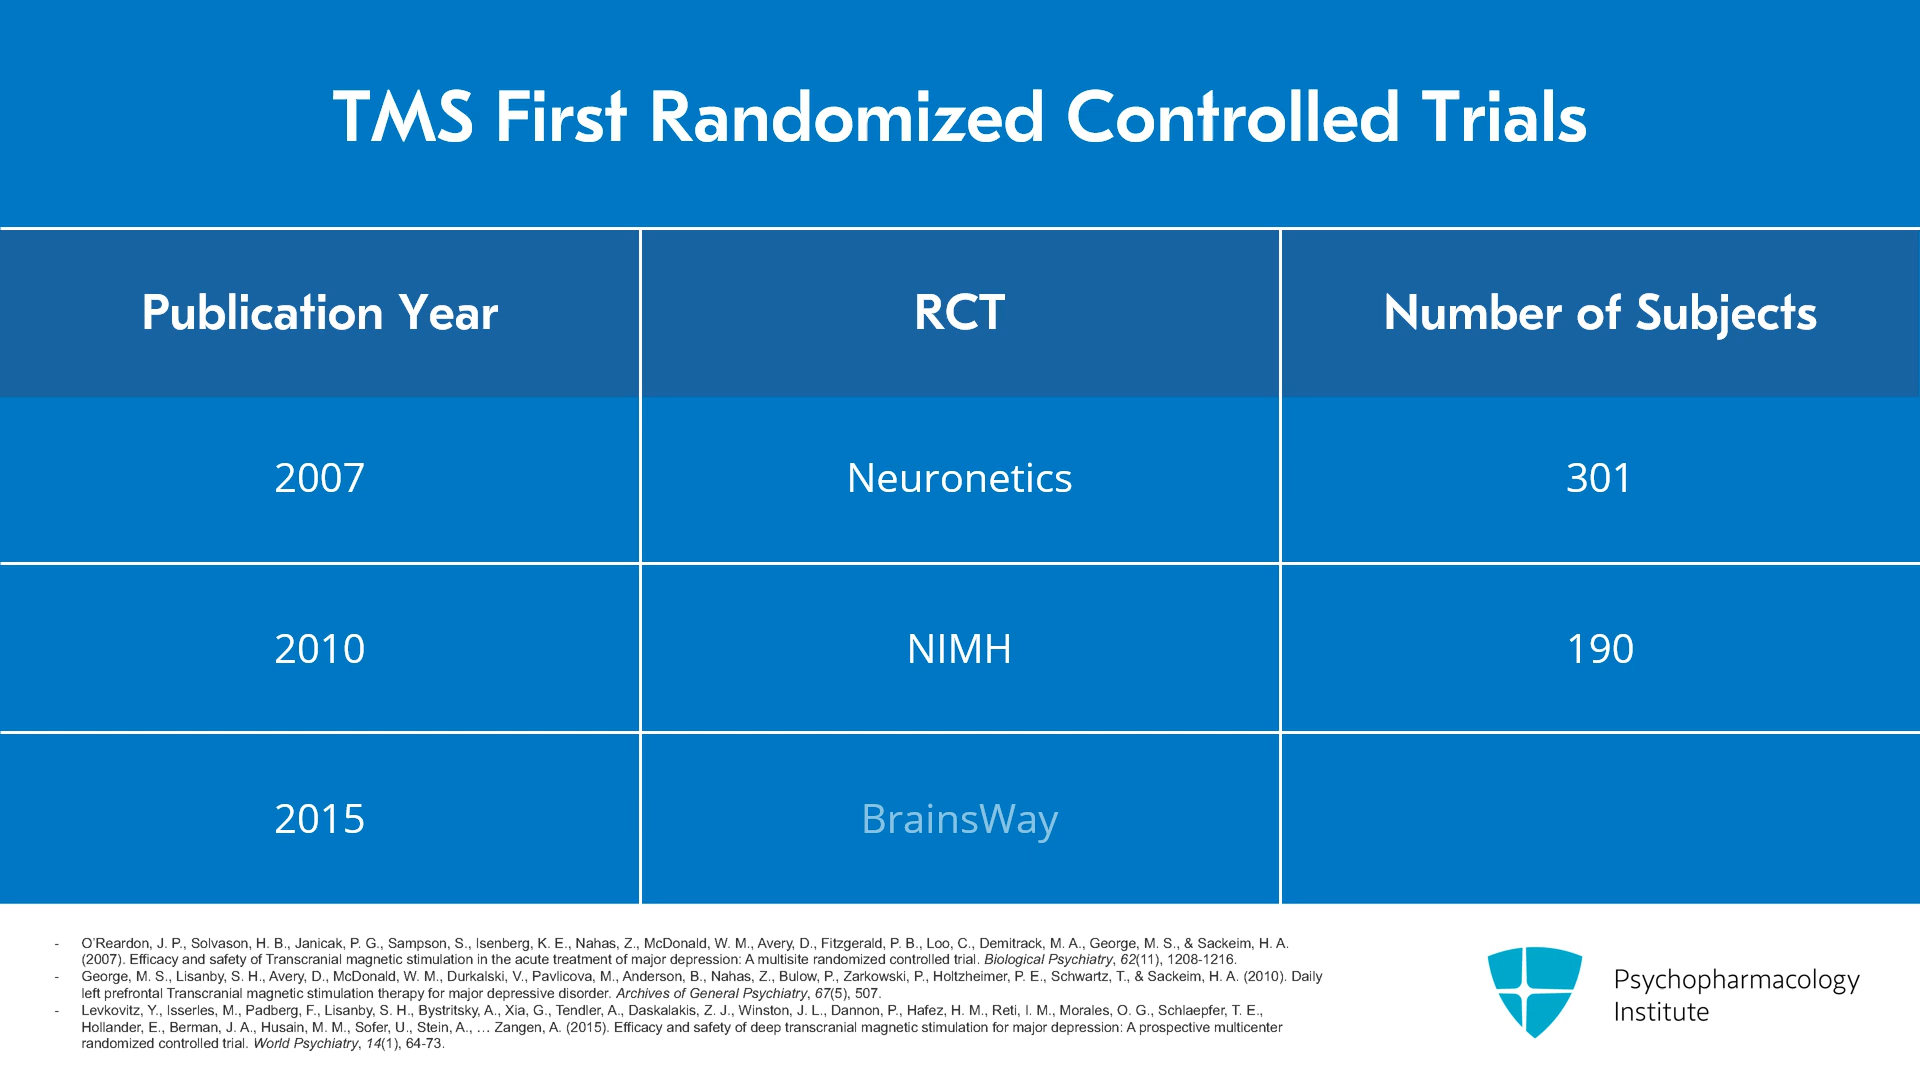 TMS First Randomized Controlled Trials
Publication Year
RCT
Number of Subjects
2007
Neuronetics
301
2010
NIMH
190
2015
BrainsWay
- O'Reardon, J. P., Solvason, H. B., Janicak, P. G., Sampson, S., Isenberg, K. E., Nahas, Z., McDonald, W. M., Avery, D., Fitzgerald, P. B., Loo, C., Demitrack, M. A., George, M. S., & Sackeim, H. A.
(2007). Efficacy and safety of Transcranial magnetic stimulation in the acute treatment of major depression: A multisite randomized controlled trial. Biological Psychiatry, 62(11), 1208-1216.
- George, M. S., Lisanby, S. H., Avery, D., McDonald, W. M., Durkalski, V., Pavlicova, M., Anderson, B., Nahas, Z., Bulow, P., Zarkowski, P., Holtzheimer, P. E., Schwartz, T., & Sackeim, H. A. (2010). Daily
left prefrontal Transcranial magnetic stimulation therapy for major depressive disorder. Archives of General Psychiatry, 67(5), 507.
- Levkovitz, Y., Isserles, M., Padberg, F., Lisanby, S. H., Bystritsky, A., Xia, G., Tendler, A., Daskalakis, Z. J., Winston, J. L., Dannon, P., Hafez, H. M., Reti, I. M., Morales, O. G., Schlaepfer, T. E.,
Hollander, E., Berman, J. A., Husain, M. M., Sofer, U., Stein, A., … Zangen, A. (2015). Efficacy and safety of deep transcranial magnetic stimulation for major depression: A prospective multicenter
randomized controlled trial. World Psychiatry, 14(1), 64-73.
Psychopharmacology
Institute